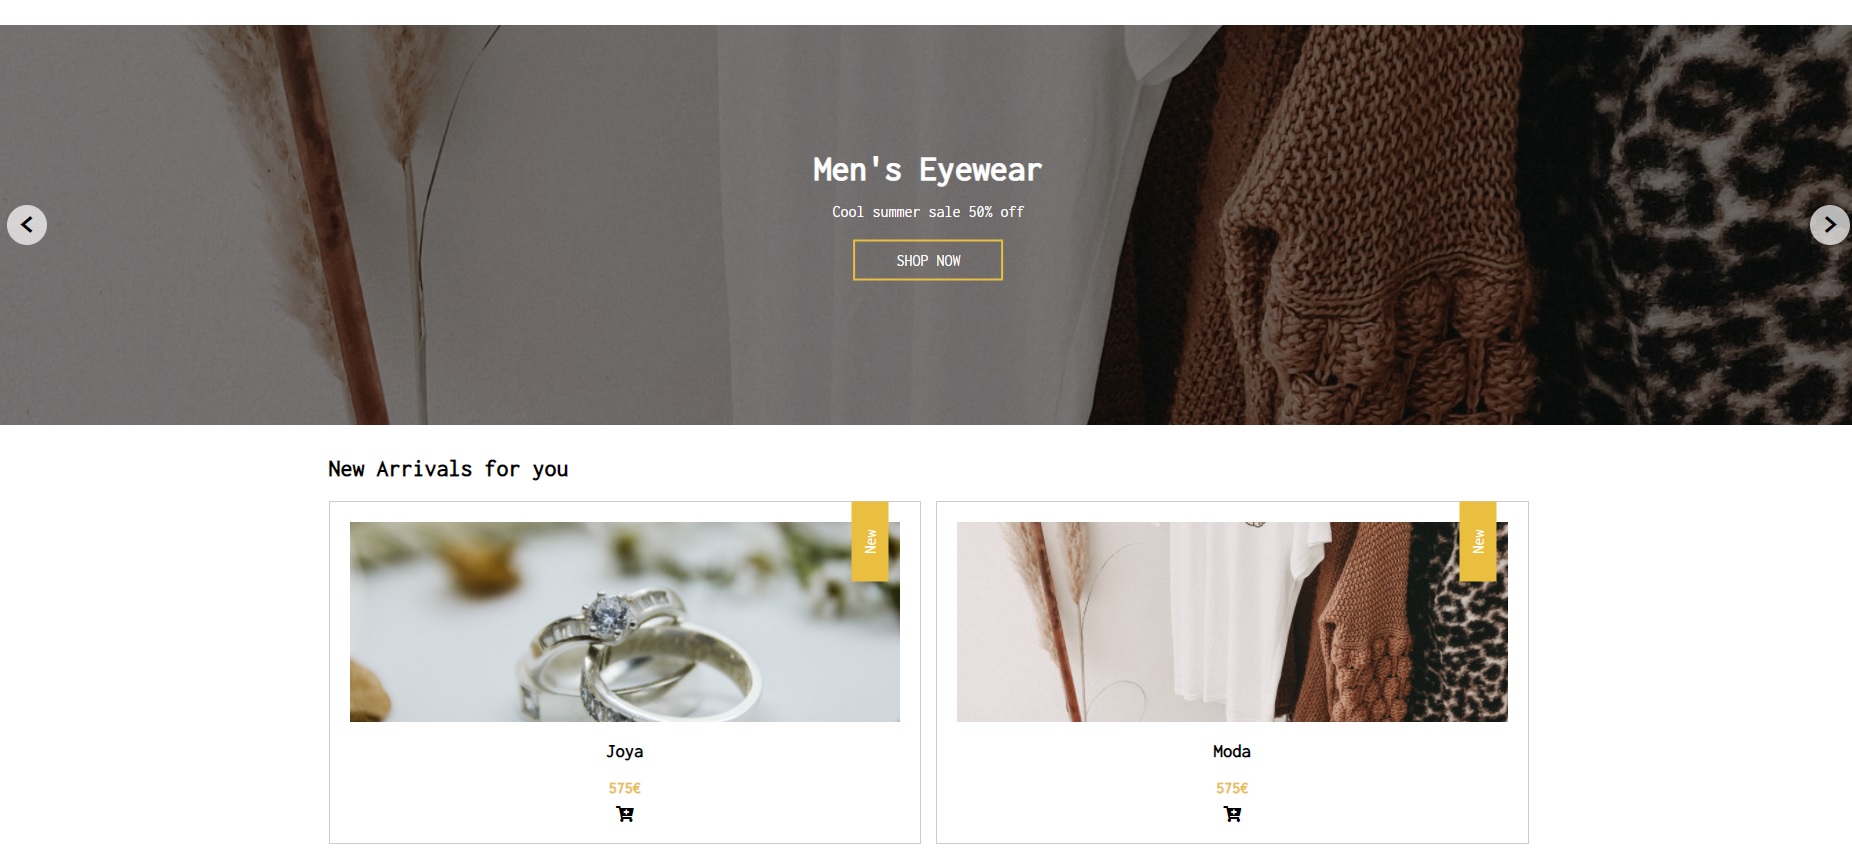 Men's Eyewear
Cool summer sale 50% off
SHOP NOW
New Arrivals for you
New
New
Joya
Moda
575€
575€